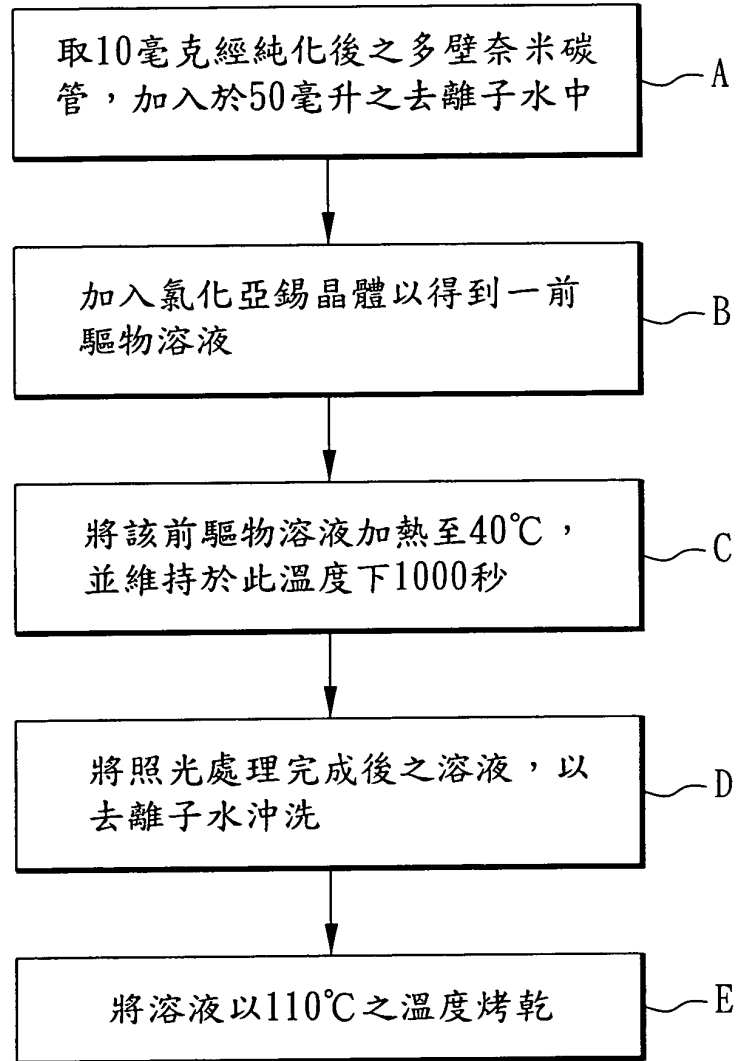 取10毫克經純化後之多壁奈米碳
管,加入於50毫升之去離子水中
A
加入氯化亞錫晶體以得到一前
驅物溶液
B
將該前驅物溶液加熱至40℃,
並維持於此溫度下1000秒
C
將照光處理完成後之溶液,以
去離子水沖洗
D
將溶液以110℃之溫度烤乾
E